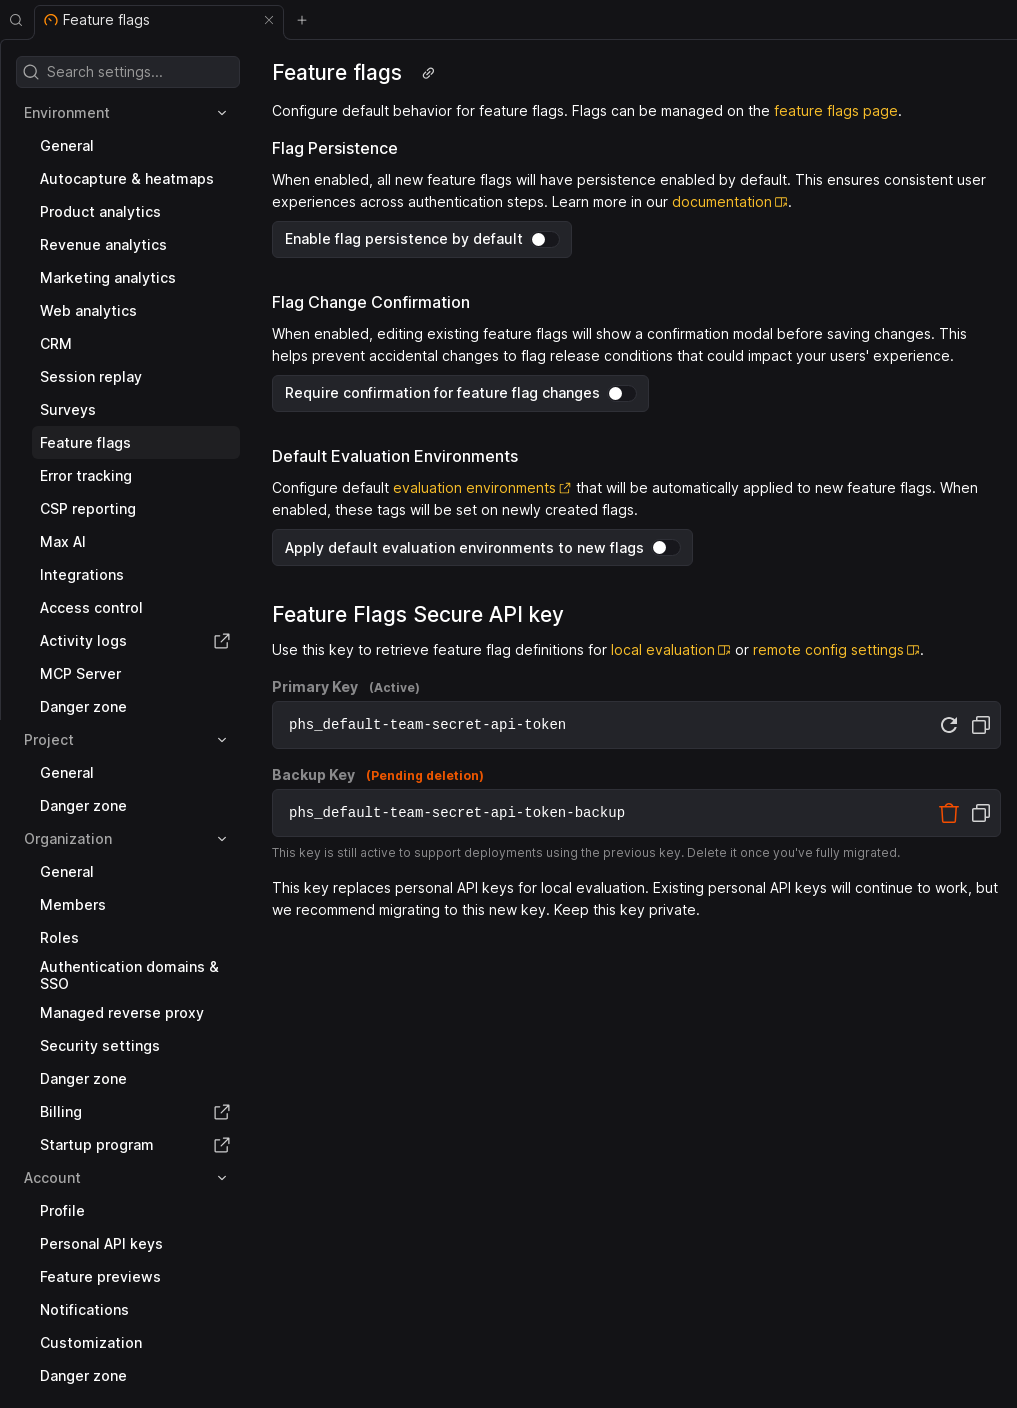 Feature flags
Search settings...
Environment
General
Autocapture & heatmaps
Product analytics
Revenue analytics
Marketing analytics
Web analytics
CRM
Session replay
Surveys
Feature flags
Error tracking
CSP reporting
Max AI
Integrations
Access control
Activity logs
MCP Server
Danger zone
Project
General
Danger zone
Organization
General
Members
Roles
Authentication domains &
SSO
Managed reverse proxy
Security settings
Danger zone
Billing
Startup program
Account
Profile
Personal API keys
Feature previews
Notifications
Customization
Danger zone
Feature flags
Configure default behavior for feature flags. Flags can be managed on the feature flags page.
Flag Persistence
When enabled, all new feature flags will have persistence enabled by default. This ensures consistent user
experiences across authentication steps. Learn more in our documentation.
Enable flag persistence by default
Flag Change Confirmation
When enabled, editing existing feature flags will show a confirmation modal before saving changes. This
helps prevent accidental changes to flag release conditions that could impact your users' experience.
Require confirmation for feature flag changes
Default Evaluation Environments
Configure default evaluation environments that will be automatically applied to new feature flags. When
enabled, these tags will be set on newly created flags.
Apply default evaluation environments to new flags
Feature Flags Secure API key
Use this key to retrieve feature flag definitions for local evaluation or remote config settings.
Primary Key (Active)
phs_default-team-secret-api-token
Backup Key (Pending deletion)
phs_default-team-secret-api-token-backup
This key is still active to support deployments using the previous key. Delete it once you've fully migrated.
This key replaces personal API keys for local evaluation. Existing personal API keys will continue to work, but
we recommend migrating to this new key. Keep this key private.